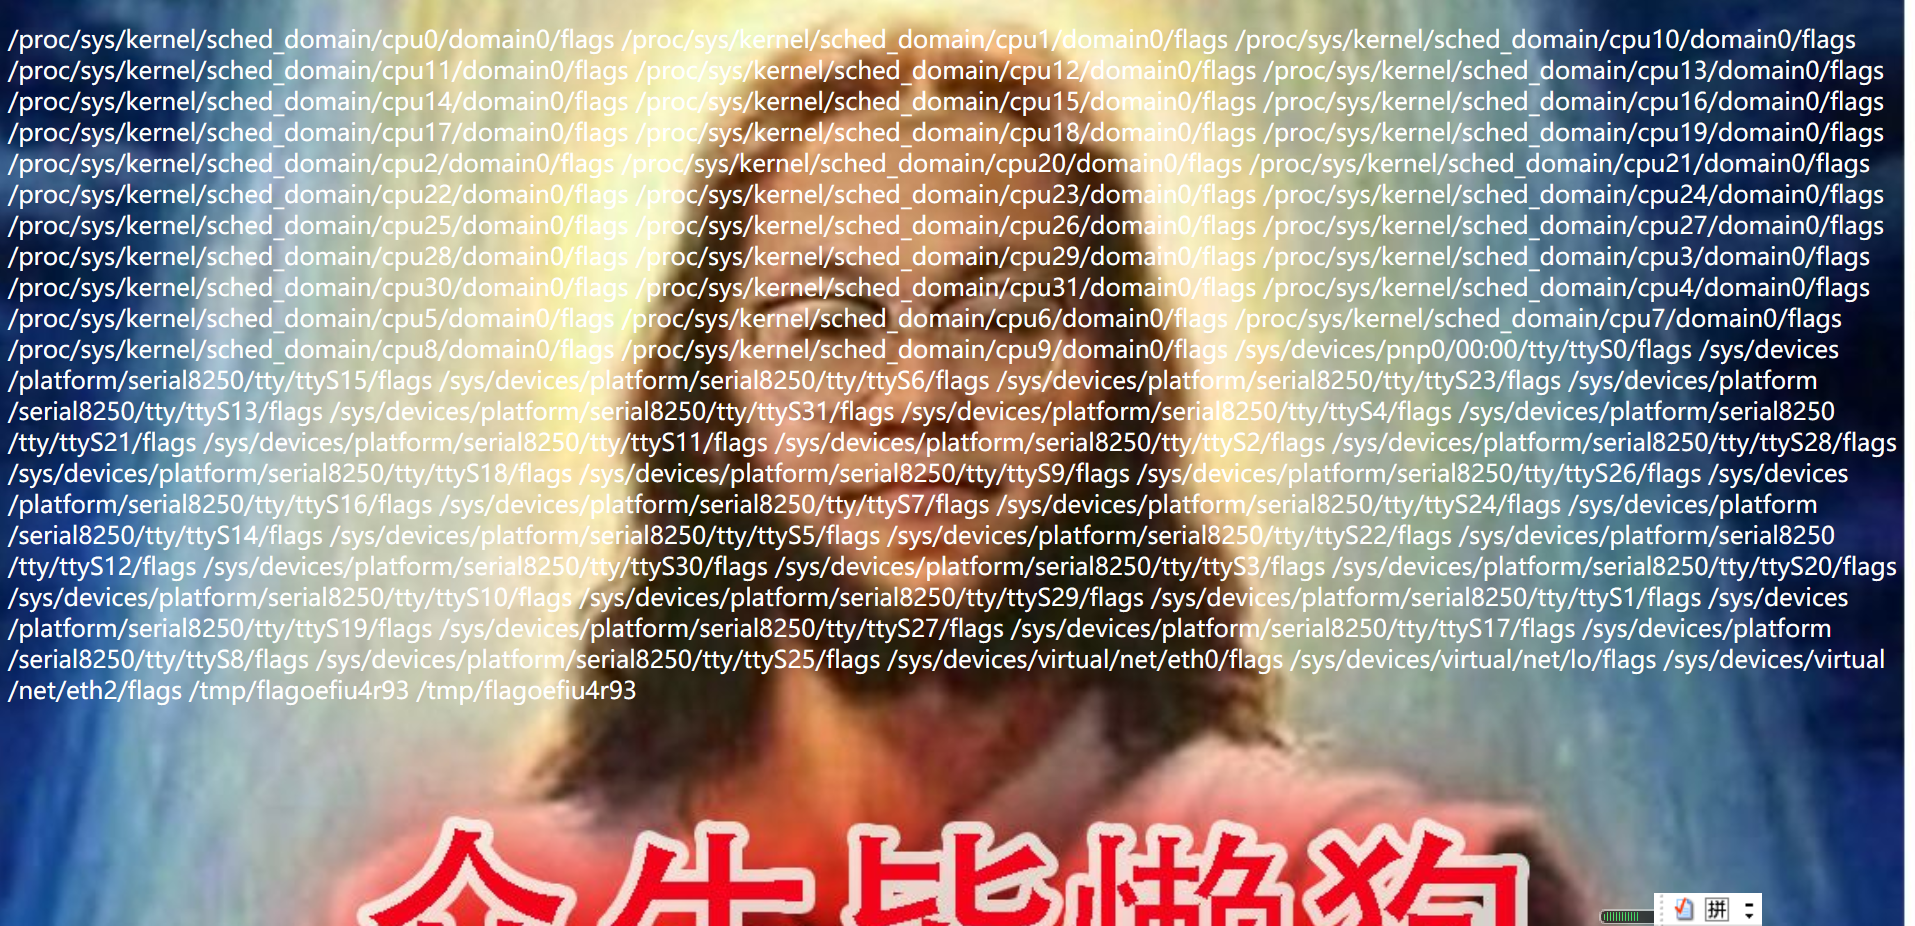 /proc/sys/kernel/sched_domain/cpu0/domain0/flags /proc/sys/kernel/sched_domain/cpu1/domain0/flags /proc/sys/kernel/sched_domain/cpu10/domain0/flags
/proc/sys/kernel/sched_domain/cpu11/domain0/flags /proc/sys/kernel/sched_domain/cpu12/domain0/flags /proc/sys/kernel/sched_domain/cpu13/domain0/flags
/proc/sys/kernel/sched_domain/cpu14/domain0/flags /proc/sys/kernel/sched_domain/cpu15/domain0/flags /proc/sys/kernel/sched_domain/cpu16/domain0/flags
/proc/sys/kernel/sched_domain/cpu17/domain0/flags /proc/sys/kernel/sched_domain/cpu18/domain0/flags /proc/sys/kernel/sched_domain/cpu19/domain0/flags
/proc/sys/kernel/sched_domain/cpu2/domain0/flags /proc/sys/kernel/sched_domain/cpu20/domain0/flags /proc/sys/kernel/sched_domain/cpu21/domain0/flags
/proc/sys/kernel/sched_domain/cpu22/domain0/flags /proc/sys/kernel/sched_domain/cpu23/domain0/flags /proc/sys/kernel/sched_domain/cpu24/domain0/flags
/proc/sys/kernel/sched_domain/cpu25/domain0/flags /proc/sys/kernel/sched_domain/cpu26/domain0/flags /proc/sys/kernel/sched_domain/cpu27/domain0/flags
/proc/sys/kernel/sched_domain/cpu28/domain0/flags /proc/sys/kernel/sched_domain/cpu29/domain0/flags /proc/sys/kernel/sched_domain/cpu3/domain0/flags
/proc/sys/kernel/sched_domain/cpu30/domain0/flags /proc/sys/kernel/sched_domain/cpu31/domain0/flags /proc/sys/kernel/sched_domain/cpu4/domain0/flags
/proc/sys/kernel/sched_domain/cpu5/domain0/flags /proc/sys/kernel/sched_domain/cpu6/domain0/flags /proc/sys/kernel/sched_domain/cpu7/domain0/flags
/proc/sys/kernel/sched_domain/cpu8/domain0/flags /proc/sys/kernel/sched_domain/cpu9/domain0/flags /sys/devices/pnp0/00:00/tty/ttyS0/flags /sys/devices
/platform/serial8250/tty/ttyS15/flags /sys/devices/platform/serial8250/tty/ttyS6/flags /sys/devices/platform/serial8250/tty/ttyS23/flags /sys/devices/platform
/serial8250/tty/ttyS13/flags /sys/devices/platform/serial8250/tty/ttyS31/flags /sys/devices/platform/serial8250/tty/ttyS4/flags /sys/devices/platform/serial8250
/tty/ttyS21/flags /sys/devices/platform/serial8250/tty/ttyS11/flags /sys/devices/platform/serial8250/tty/ttyS2/flags /sys/devices/platform/serial8250/tty/ttyS28/flags
/sys/devices/platform/serial8250/tty/ttyS18/flags /sys/devices/platform/serial8250/tty/ttyS9/flags /sys/devices/platform/serial8250/tty/ttyS26/flags /sys/devices
/platform/serial8250/tty/ttyS16/flags /sys/devices/platform/serial8250/tty/ttyS7/flags /sys/devices/platform/serial8250/tty/ttyS24/flags /sys/devices/platform
/serial8250/tty/ttyS14/flags /sys/devices/platform/serial8250/tty/ttyS5/flags /sys/devices/platform/serial8250/tty/ttyS22/flags /sys/devices/platform/serial8250
/tty/ttyS12/flags /sys/devices/platform/serial8250/tty/ttyS30/flags /sys/devices/platform/serial8250/tty/ttyS3/flags /sys/devices/platform/serial8250/tty/ttyS20/flags
/sys/devices/platform/serial8250/tty/ttyS10/flags /sys/devices/platform/serial8250/tty/ttyS29/flags /sys/devices/platform/serial8250/tty/ttyS1/flags /sys/devices
/platform/serial8250/tty/ttyS19/flags /sys/devices/platform/serial8250/tty/ttyS27/flags /sys/devices/platform/serial8250/tty/ttyS17/flags /sys/devices/platform
/serial8250/tty/ttyS8/flags /sys/devices/platform/serial8250/tty/ttyS25/flags /sys/devices/virtual/net/eth0/flags /sys/devices/virtual/net/lo/flags /sys/devices/virtual
/net/eth2/flags /tmp/flagoefiu4r93 /tmp/flagoefiu4r93
皆懒狗
拼